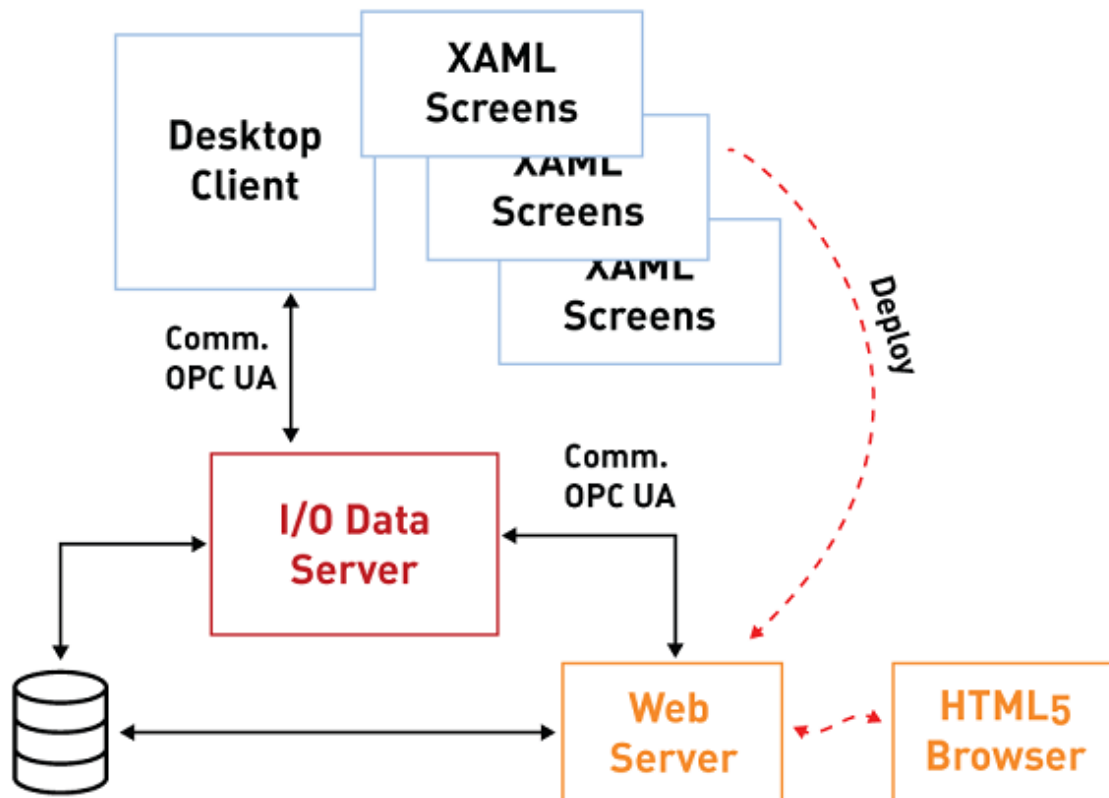 XAML
Screens
Desktop
Client
XAML
Screens
XAML
Screens
Deploy
Comm.
OPC UA
Comm.
OPC UA
I/O Data
Server
Web
Server
HTML5
Browser